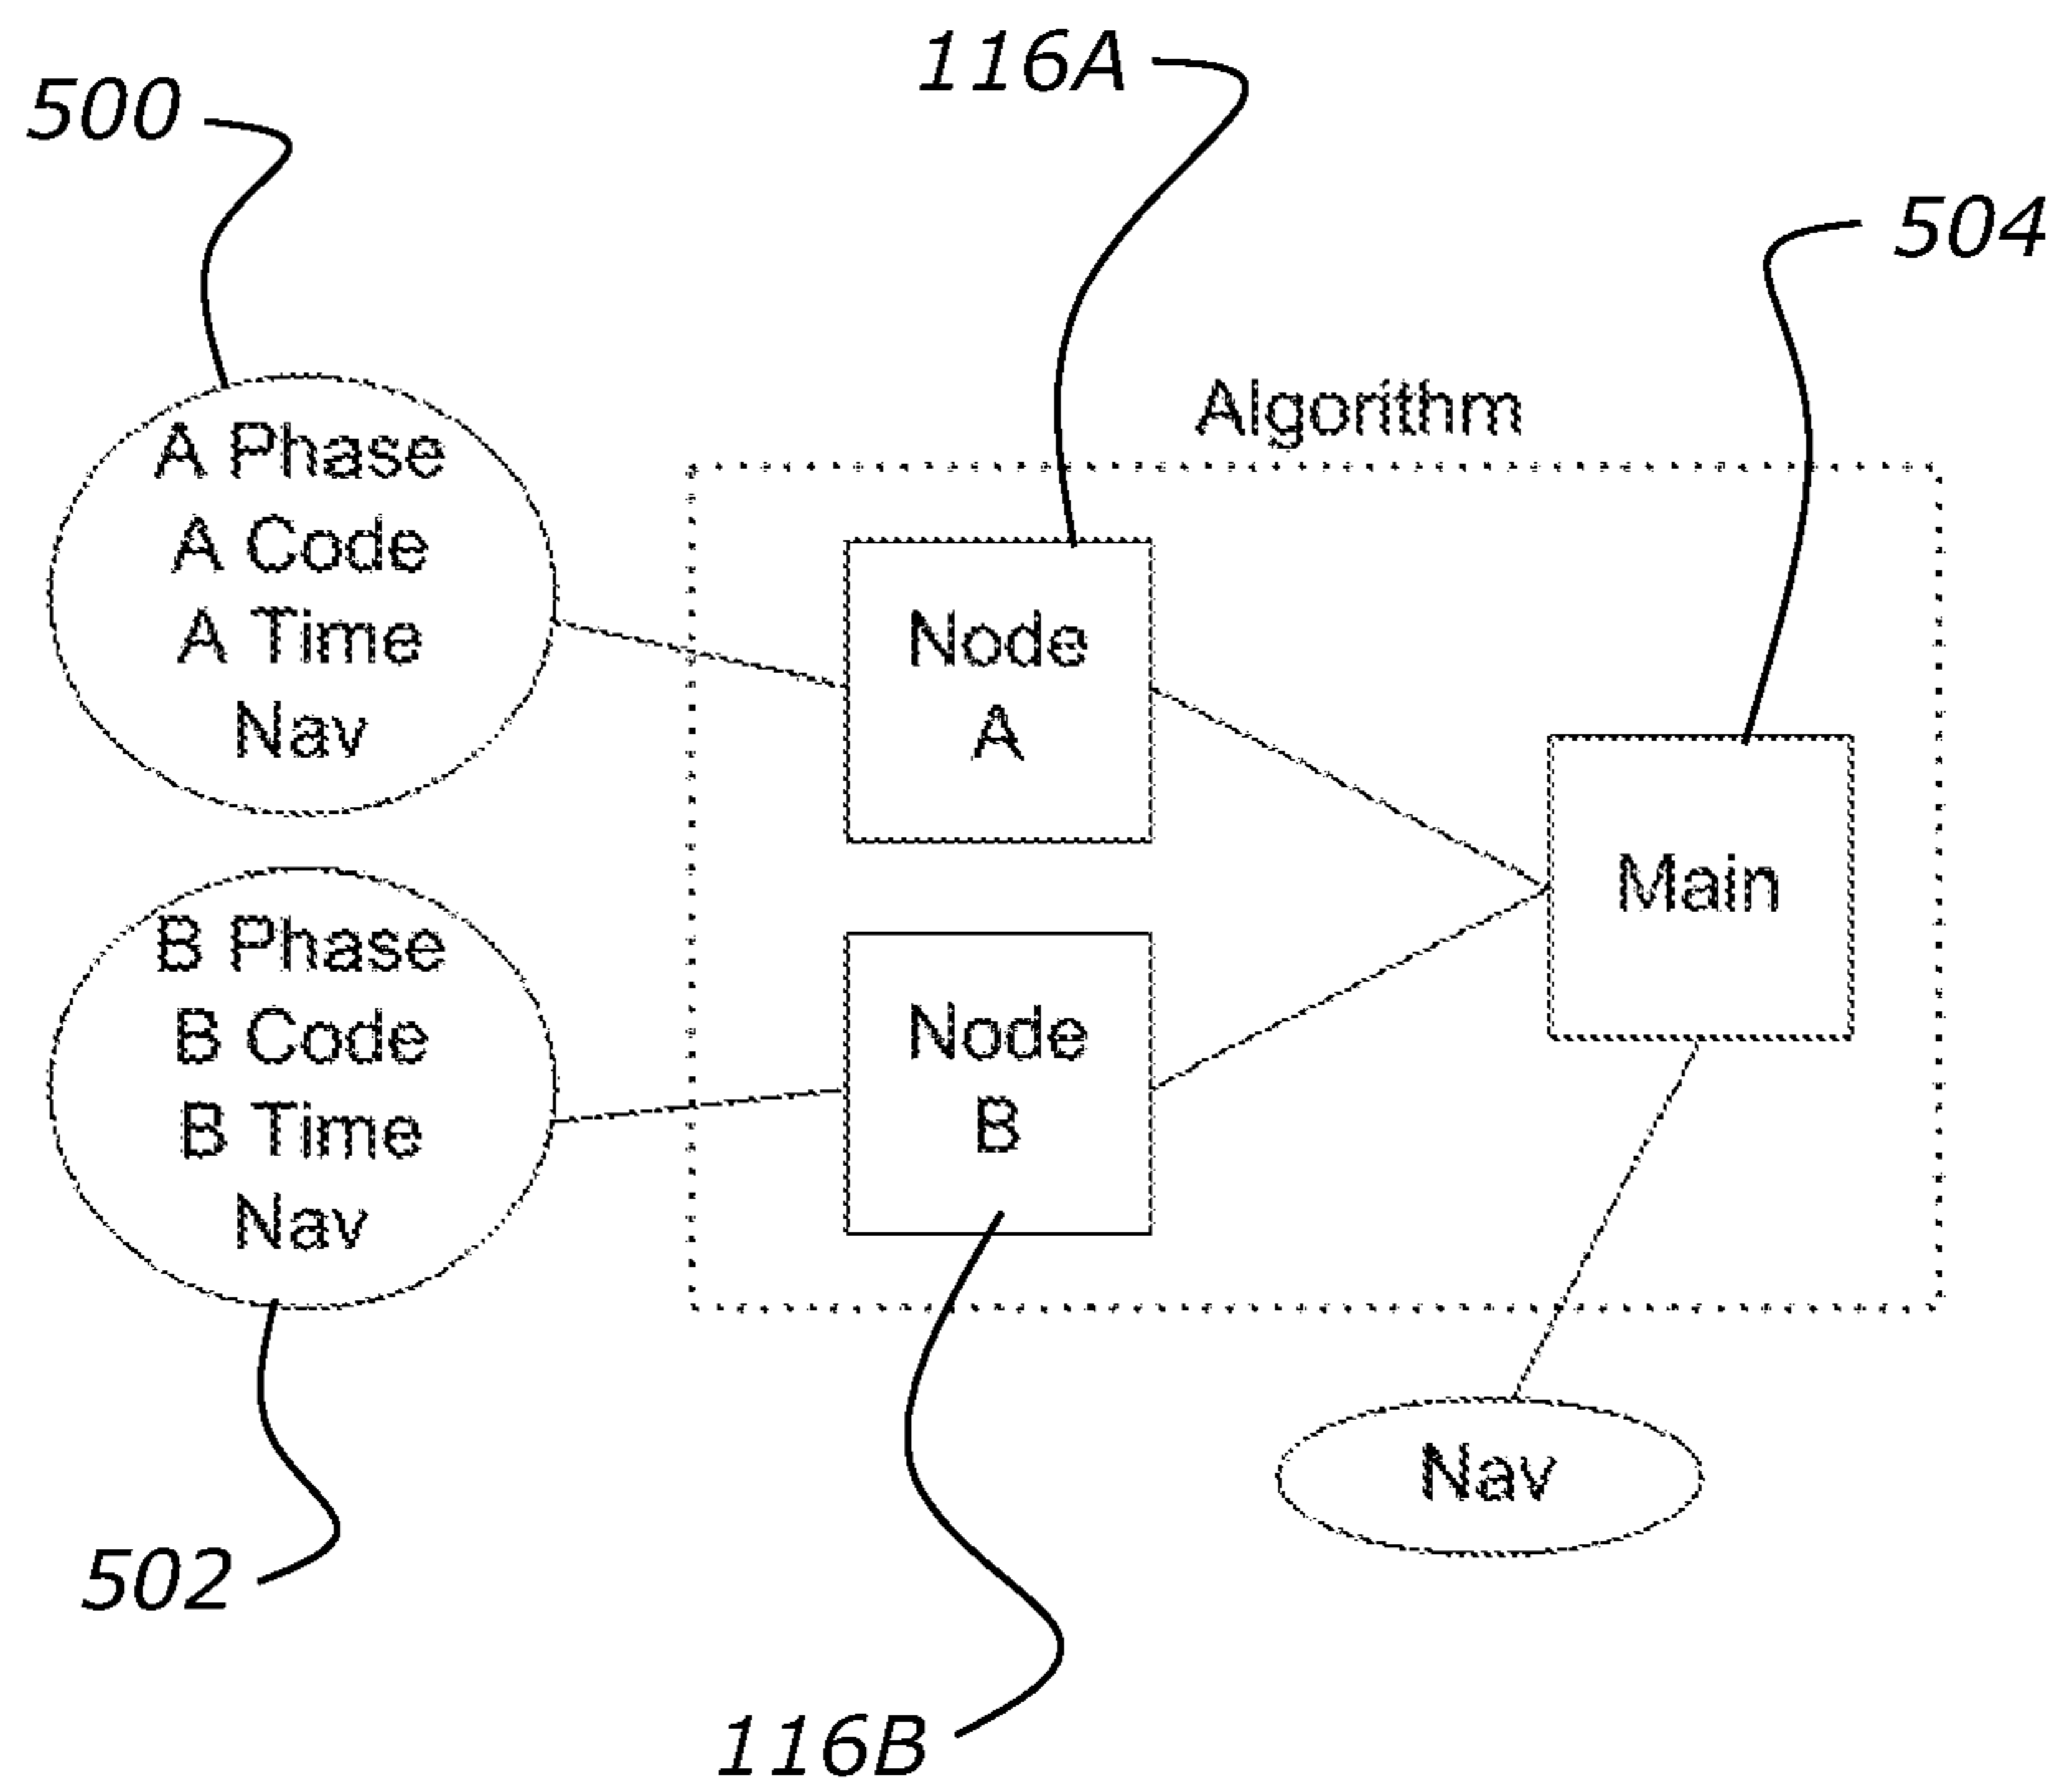 116A
500
504
Algorithm
A Phase
A Code
A Time
Nav
Node
A
Main
B Phase
B Code
B Time
Nav
Node
B
Nav
502
116B